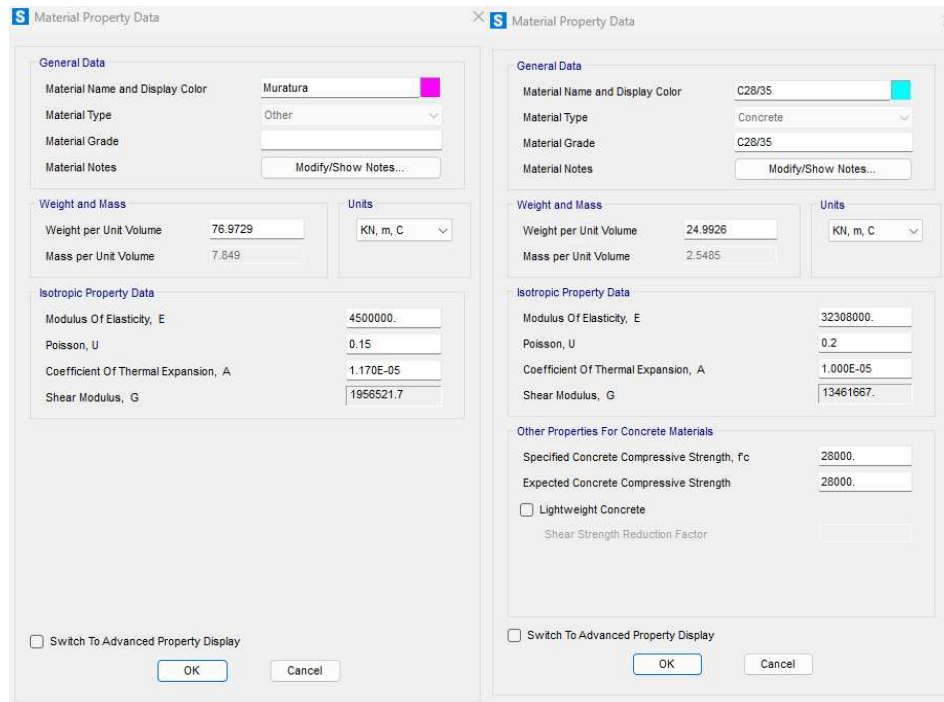 S Material Property Data
General Data
Material Name and Display Color Muratura
Material Type Other
Material Grade
Material Notes Modify/Show Notes...
Weight and Mass
Weight per Unit Volume 76.9729
Mass per Unit Volume 7.849
Units
KN, m, C
Isotropic Property Data
Modulus Of Elasticity, E 4500000.
Poisson, U 0.15
Coefficient Of Thermal Expansion, A 1.170E-05
Shear Modulus, G 1956521.7
Switch To Advanced Property Display
OK Cancel
S Material Property Data
General Data
Material Name and Display Color C28/35
Material Type Concrete
Material Grade C28/35
Material Notes Modify/Show Notes...
Weight and Mass
Weight per Unit Volume 24.9926
Mass per Unit Volume 2.5485
Units
KN, m, C
Isotropic Property Data
Modulus Of Elasticity, E 32308000.
Poisson, U 0.2
Coefficient Of Thermal Expansion, A 1.000E-05
Shear Modulus, G 13461667.
Other Properties For Concrete Materials
Specified Concrete Compressive Strength, f'c 28000.
Expected Concrete Compressive Strength 28000.
Lightweight Concrete
Shear Strength Reduction Factor
Switch To Advanced Property Display
OK Cancel